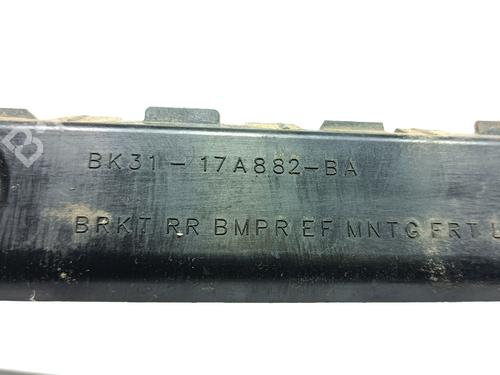 BK31-17A882-BA
BRKT RR BMPR EF MNTG FRT